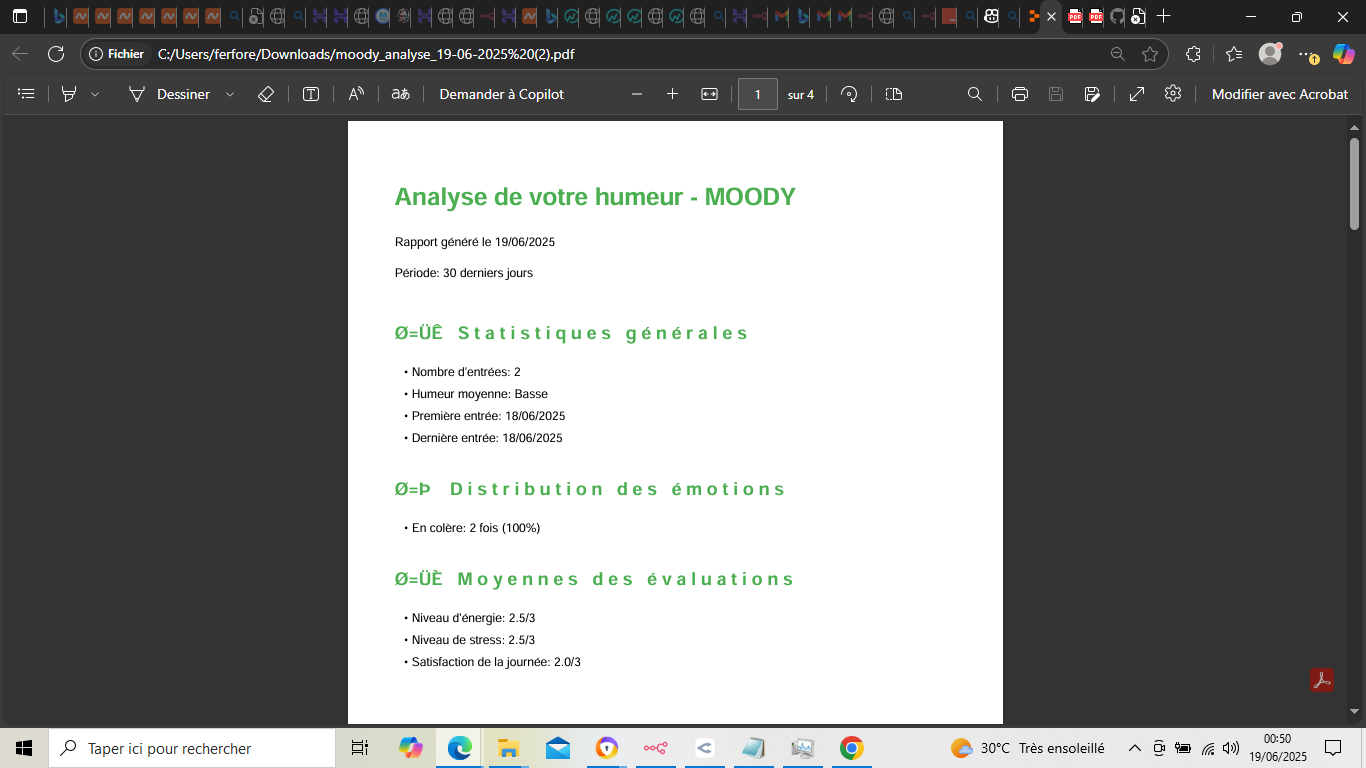 Fichier C:/Users/ferfore/Downloads/moody_analyse_19-06-2025%20(2).pdf
Dessiner aあ Demander à Copilot 1 sur 4 Modifier avec Acrobat
Analyse de votre humeur - MOODY
Rapport généré le 19/06/2025
Période: 30 derniers jours
Ø=ÜÊ Statistiques générales
• Nombre d'entrées: 2
• Humeur moyenne: Basse
• Première entrée: 18/06/2025
• Dernière entrée: 18/06/2025
Ø=Þ Distribution des émotions
• En colère: 2 fois (100%)
Ø=ÜÈ Moyennes des évaluations
• Niveau d'énergie: 2.5/3
• Niveau de stress: 2.5/3
• Satisfaction de la journée: 2.0/3
Taper ici pour rechercher
30°C Très ensoleillé
00:50
19/06/2025